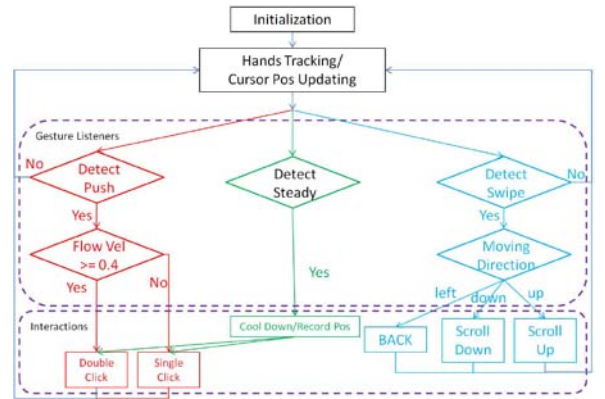 Initialization
Hands Tracking/
Cursor Pos Updating
Gesture Listeners
No
Detect
Push
Detect
Steady
Detect
Swipe
No
Yes
Yes
Flow Vel
>= 0.4
Moving
Direction
Yes
No
Yes
left
down
up
Interactions
Cool Down/Record Pos
BACK
Scroll
Down
Scroll
Up
Double
Click
Single
Click